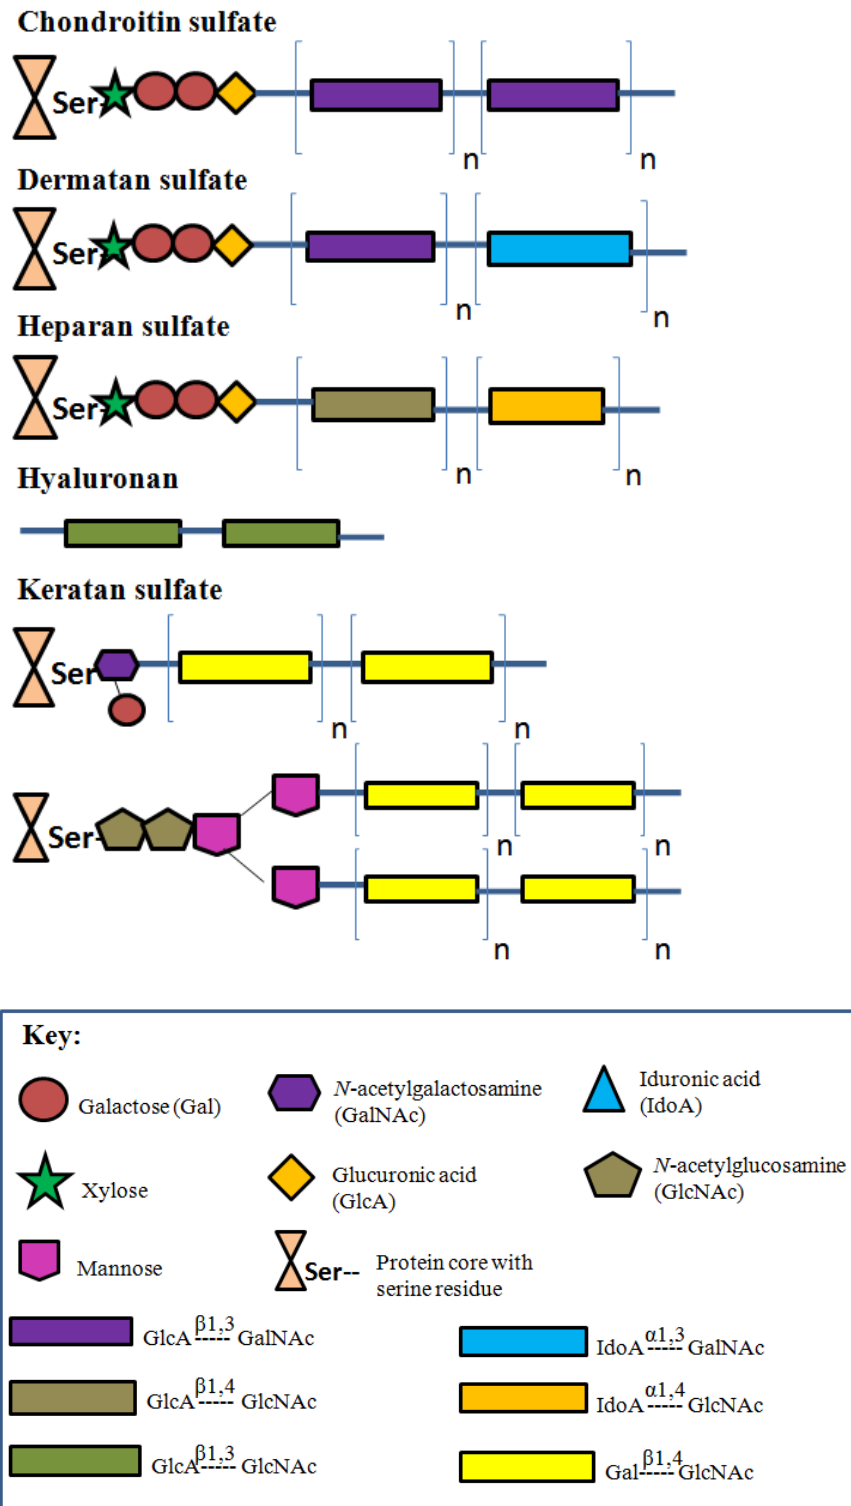 Chondroitin sulfate
Ser-
n
n
Dermatan sulfate
Ser-
n
n
Heparan sulfate
Ser-
n
n
Hyaluronan
Keratan sulfate
Ser
n
n
Ser-
n
n
n
n
Key:
Galactose (Gal)
N-acetylgalactosamine
(GalNAc)
Iduronic acid
(IdoA)
Xylose
Glucuronic acid
(GlcA)
N-acetylglucosamine
(GlcNAc)
Mannose
Ser--
Protein core with
serine residue
GlcA β1,3 ----- GalNAc
IdoA α1,3 ----- GalNAc
GlcA β1,4 ----- GlcNAc
IdoA α1,4 ----- GlcNAc
GlcA β1,3 ----- GlcNAc
Gal β1,4 ----- GlcNAc